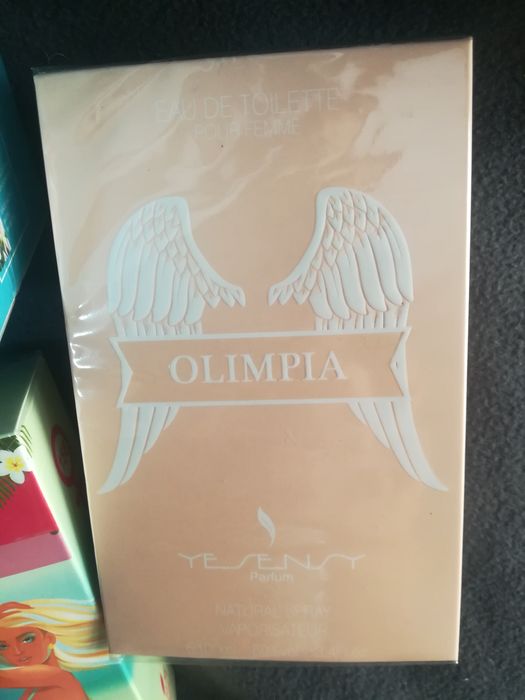 EAU DE TOILETTE
POUR FEMME
OLIMPIA
YESENSY
Parfum
NATURAL SPRAY
VAPORISATEUR